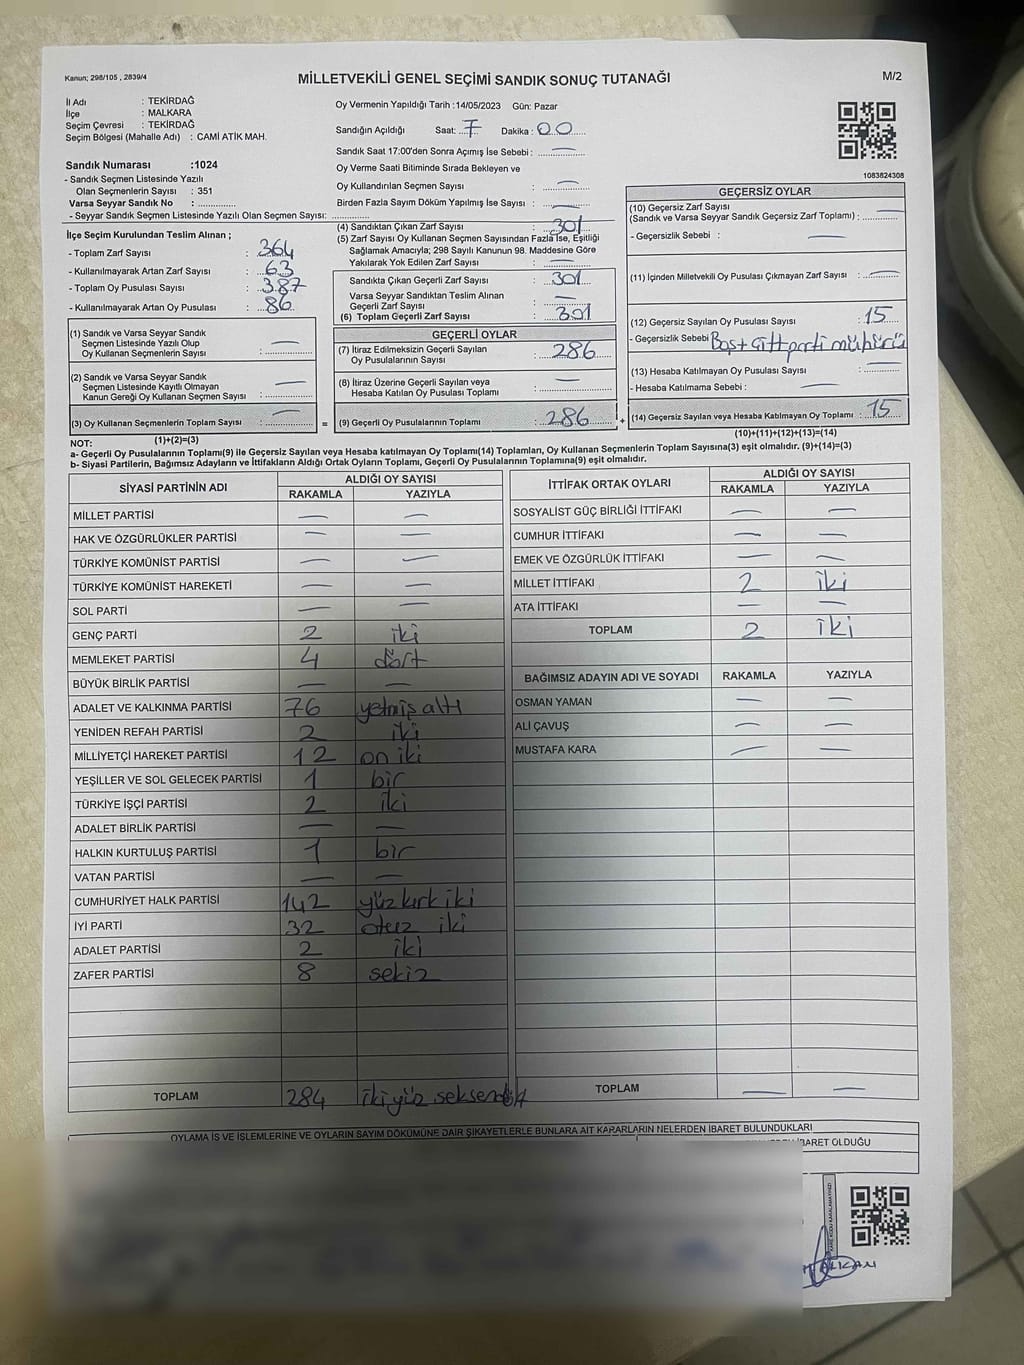 Kanun; 298/105 , 2839/4
MİLLETVEKİLİ GENEL SEÇİMİ SANDIK SONUÇ TUTANAĞI
M/2
İl Adı : TEKİRDAĞ
İlçe : MALKARA
Seçim Çevresi : TEKİRDAĞ
Seçim Bölgesi (Mahalle Adı) : CAMİ ATİK MAH.
Sandık Numarası :1024
- Sandık Seçmen Listesinde Yazılı
Olan Seçmenlerin Sayısı : 351
Varsa Seyyar Sandık No : ..............
- Seyyar Sandık Seçmen Listesinde Yazılı Olan Seçmen Sayısı: ..............
Oy Vermenin Yapıldığı Tarih :14/05/2023 Gün: Pazar
Sandığın Açıldığı Saat: 7 Dakika : 00
Sandık Saat 17:00'den Sonra Açımış İse Sebebi : —
Oy Verme Saati Bitiminde Sırada Bekleyen ve
Oy Kullandırılan Seçmen Sayısı : —
Birden Fazla Sayım Döküm Yapılmış İse Sayısı : —
1083824308
İlçe Seçim Kurulundan Teslim Alınan ;
- Toplam Zarf Sayısı : 364
- Kullanılmayarak Artan Zarf Sayısı : 63
- Toplam Oy Pusulası Sayısı : 387
- Kullanılmayarak Artan Oy Pusulası : 86
(4) Sandıktan Çıkan Zarf Sayısı : 301
(5) Zarf Sayısı Oy Kullanan Seçmen Sayısından Fazla İse, Eşitliği
Sağlamak Amacıyla; 298 Sayılı Kanunun 98. Maddesine Göre
Yakılarak Yok Edilen Zarf Sayısı : —
Sandıkta Çıkan Geçerli Zarf Sayısı : 301
Varsa Seyyar Sandıktan Teslim Alınan
Geçerli Zarf Sayısı : —
(6) Toplam Geçerli Zarf Sayısı : 301
GEÇERSİZ OYLAR
(10) Geçersiz Zarf Sayısı
(Sandık ve Varsa Seyyar Sandık Geçersiz Zarf Toplamı) : —
- Geçersizlik Sebebi : —
(11) İçinden Milletvekili Oy Pusulası Çıkmayan Zarf Sayısı : —
(12) Geçersiz Sayılan Oy Pusulası Sayısı : 15
- Geçersizlik Sebebi Boş+Çift parti mühürü
(13) Hesaba Katılmayan Oy Pusulası Sayısı : ..........
- Hesaba Katılmama Sebebi : —
(14) Geçersiz Sayılan veya Hesaba Katılmayan Oy Toplamı : 15
(10)+(11)+(12)+(13)=(14)
(1) Sandık ve Varsa Seyyar Sandık
Seçmen Listesinde Yazılı Olup
Oy Kullanan Seçmenlerin Sayısı : —
(2) Sandık ve Varsa Seyyar Sandık
Seçmen Listesinde Kayıtlı Olmayan
Kanun Gereği Oy Kullanan Seçmen Sayısı : —
(3) Oy Kullanan Seçmenlerin Toplam Sayısı : — =
(1)+(2)=(3)
GEÇERLİ OYLAR
(7) İtiraz Edilmeksizin Geçerli Sayılan
Oy Pusulalarının Sayısı : 286
(8) İtiraz Üzerine Geçerli Sayılan veya
Hesaba Katılan Oy Pusulası Toplamı : —
(9) Geçerli Oy Pusulalarının Toplamı : 286 +
NOT:
a- Geçerli Oy Pusulalarının Toplamı(9) ile Geçersiz Sayılan veya Hesaba katılmayan Oy Toplamı(14) Toplamları, Oy Kullanan Seçmenlerin Toplam Sayısına(3) eşit olmalıdır. (9)+(14)=(3)
b- Siyasi Partilerin, Bağımsız Adayların ve İttifakların Aldığı Ortak Oyların Toplamı, Geçerli Oy Pusulalarının Toplamına(9) eşit olmalıdır.
SİYASİ PARTİNİN ADI ALDIĞI OY SAYISI
RAKAMLA YAZIYLA
MİLLET PARTİSİ — —
HAK VE ÖZGÜRLÜKLER PARTİSİ — —
TÜRKİYE KOMÜNİST PARTİSİ — —
TÜRKİYE KOMÜNİST HAREKETİ — —
SOL PARTİ — —
GENÇ PARTİ 2 iki
MEMLEKET PARTİSİ 4 dört
BÜYÜK BİRLİK PARTİSİ — —
ADALET VE KALKINMA PARTİSİ 76 yetmiş altı
YENİDEN REFAH PARTİSİ 2 iki
MİLLİYETÇİ HAREKET PARTİSİ 12 on iki
YEŞİLLER VE SOL GELECEK PARTİSİ 1 bir
TÜRKİYE İŞÇİ PARTİSİ 2 iki
ADALET BİRLİK PARTİSİ — —
HALKIN KURTULUŞ PARTİSİ 1 bir
VATAN PARTİSİ — —
CUMHURİYET HALK PARTİSİ 142 yüz kırk iki
İYİ PARTİ 32 otuz iki
ADALET PARTİSİ 2 iki
ZAFER PARTİSİ 8 sekiz
TOPLAM 284 iki yüz seksendört
İTTİFAK ORTAK OYLARI ALDIĞI OY SAYISI
RAKAMLA YAZIYLA
SOSYALİST GÜÇ BİRLİĞİ İTTİFAKI — —
CUMHUR İTTİFAKI — —
EMEK VE ÖZGÜRLÜK İTTİFAKI — —
MİLLET İTTİFAKI 2 iki
ATA İTTİFAKI — —
TOPLAM 2 iki
BAĞIMSIZ ADAYIN ADI VE SOYADI RAKAMLA YAZIYLA
OSMAN YAMAN — —
ALİ ÇAVUŞ — —
MUSTAFA KARA — —
TOPLAM — —
OYLAMA İŞ VE İŞLEMLERİNE VE OYLARIN SAYIM DÖKÜMÜNE DAİR ŞİKAYETLERLE BUNLARA AİT KARARLARIN NELERDEN İBARET BULUNDUKLARI
İBARET OLDUĞU